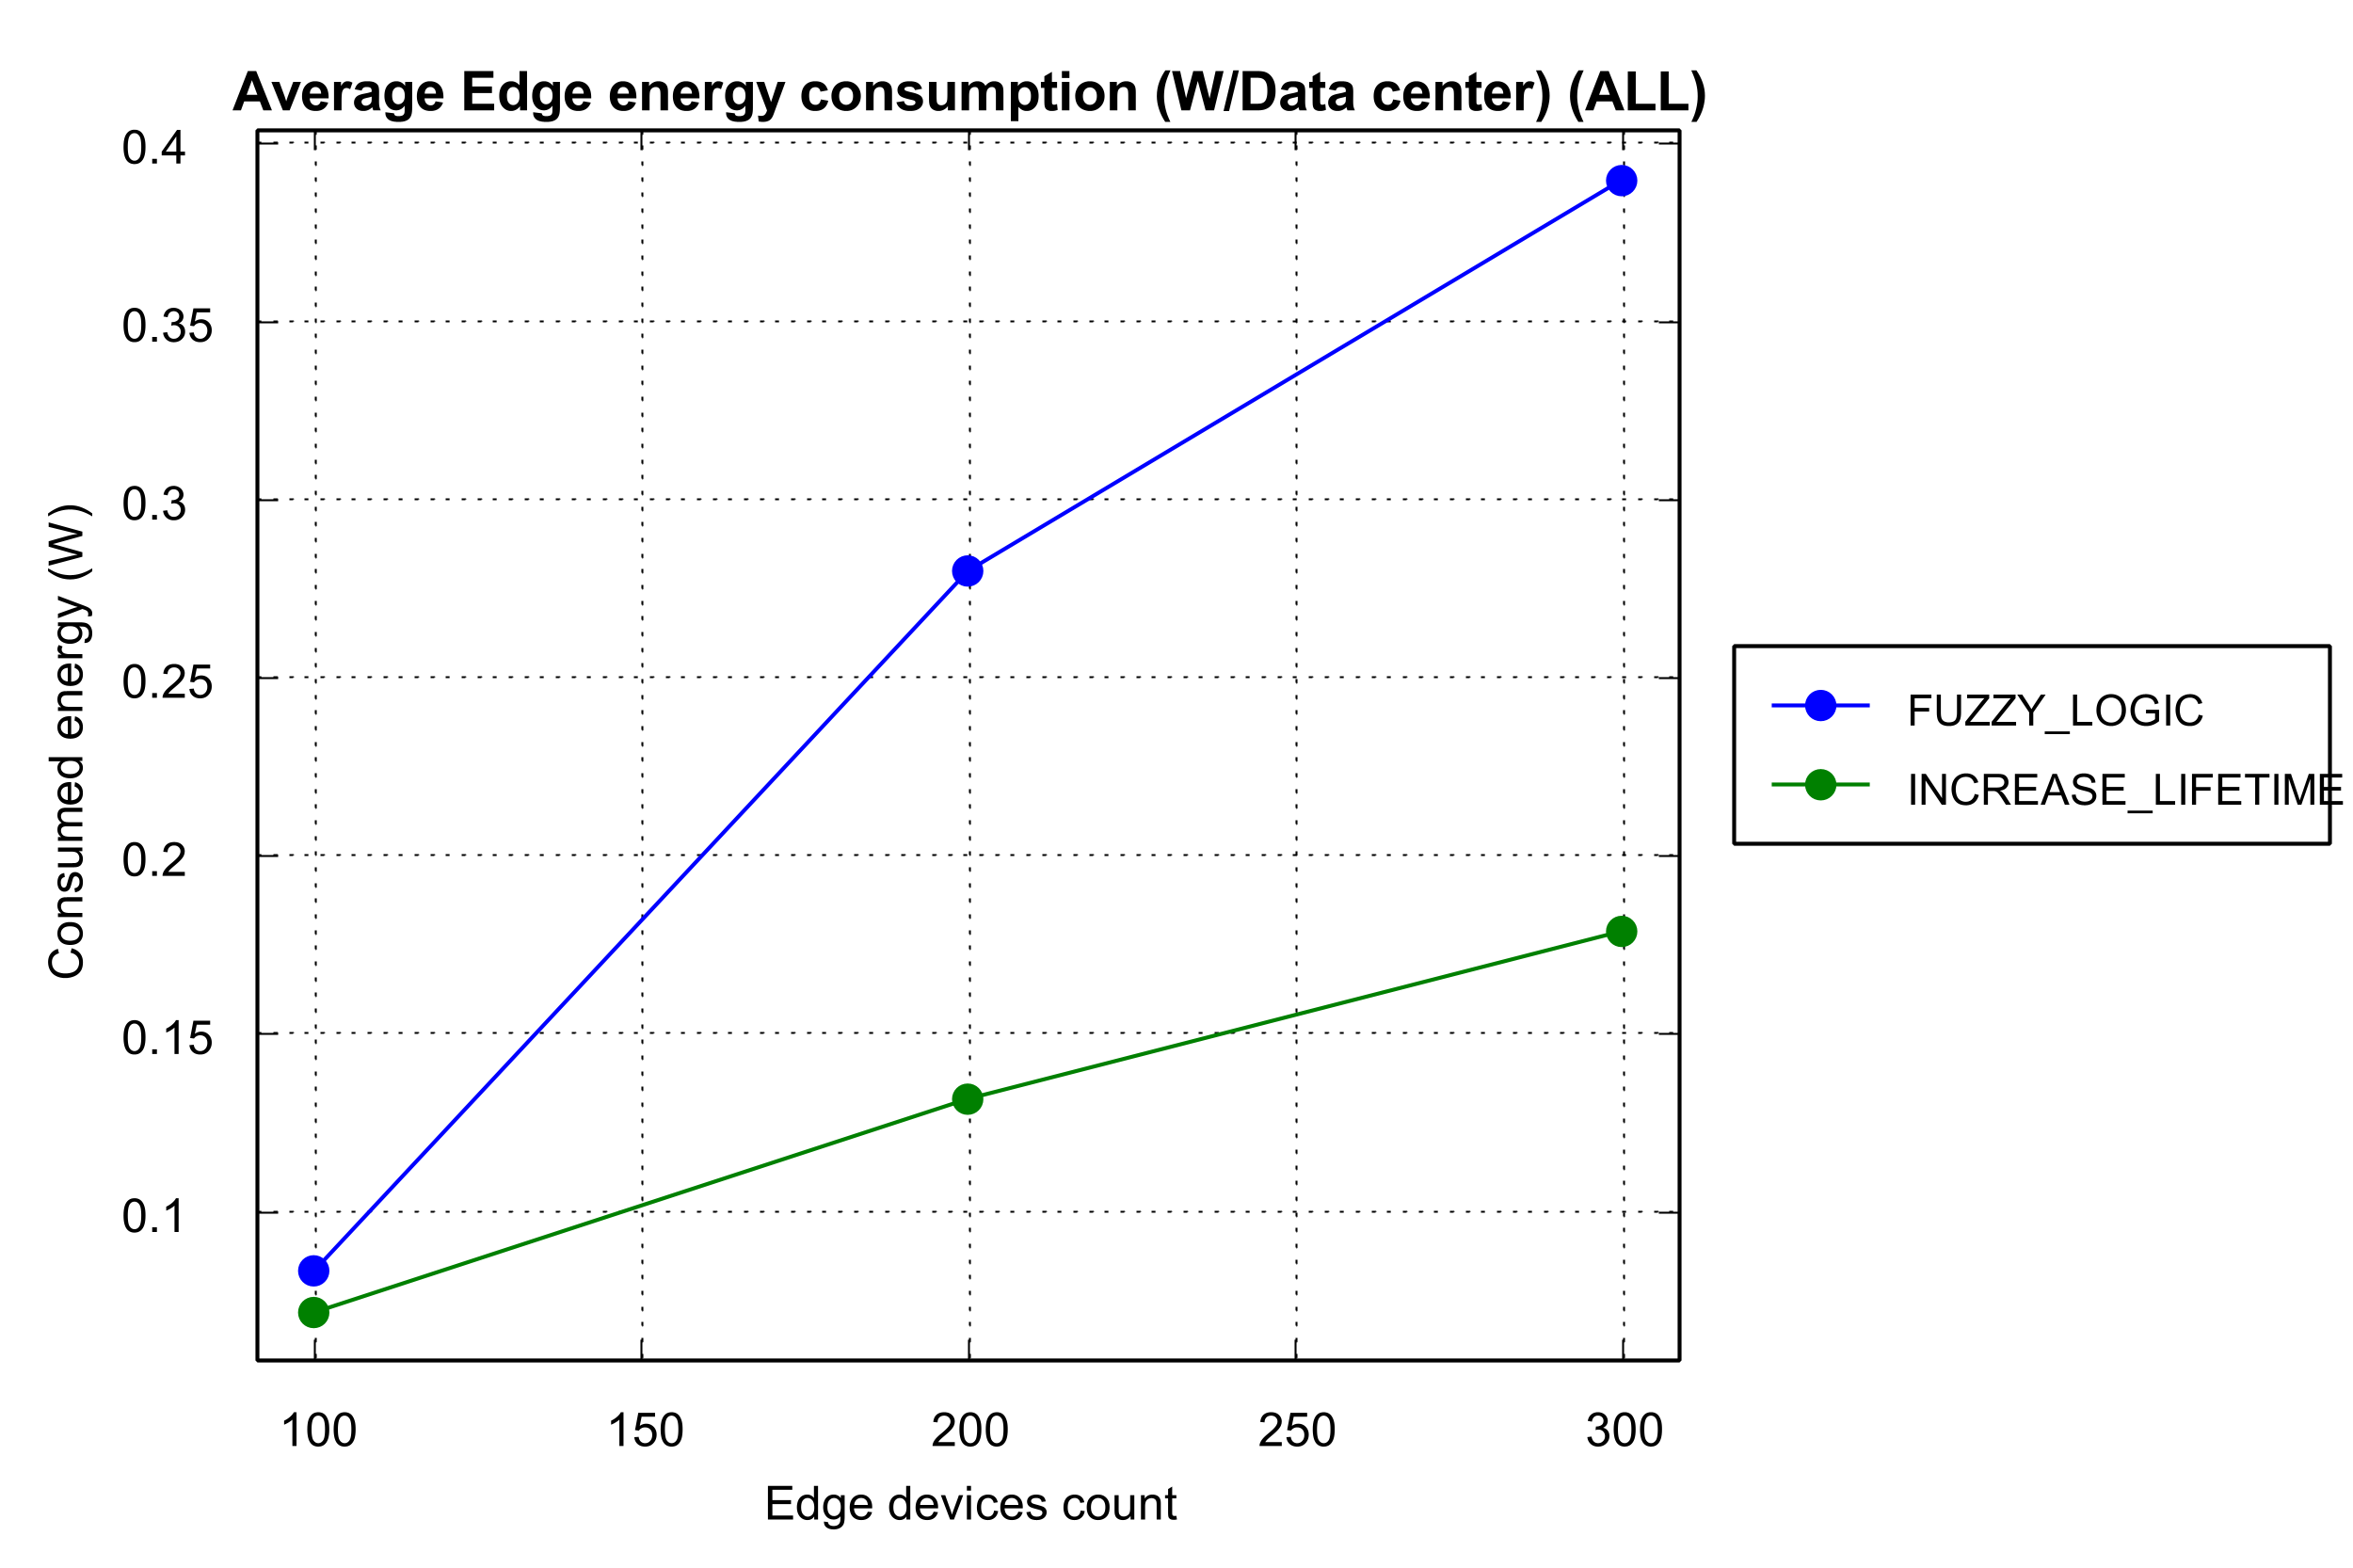 Average Edge energy consumption (W/Data center) (ALL)
0.4
0.35
0.3
0.25
0.2
0.15
0.1
Consumed energy (W)
100 150 200 250 300
Edge devices count
FUZZY_LOGIC
INCREASE_LIFETIME